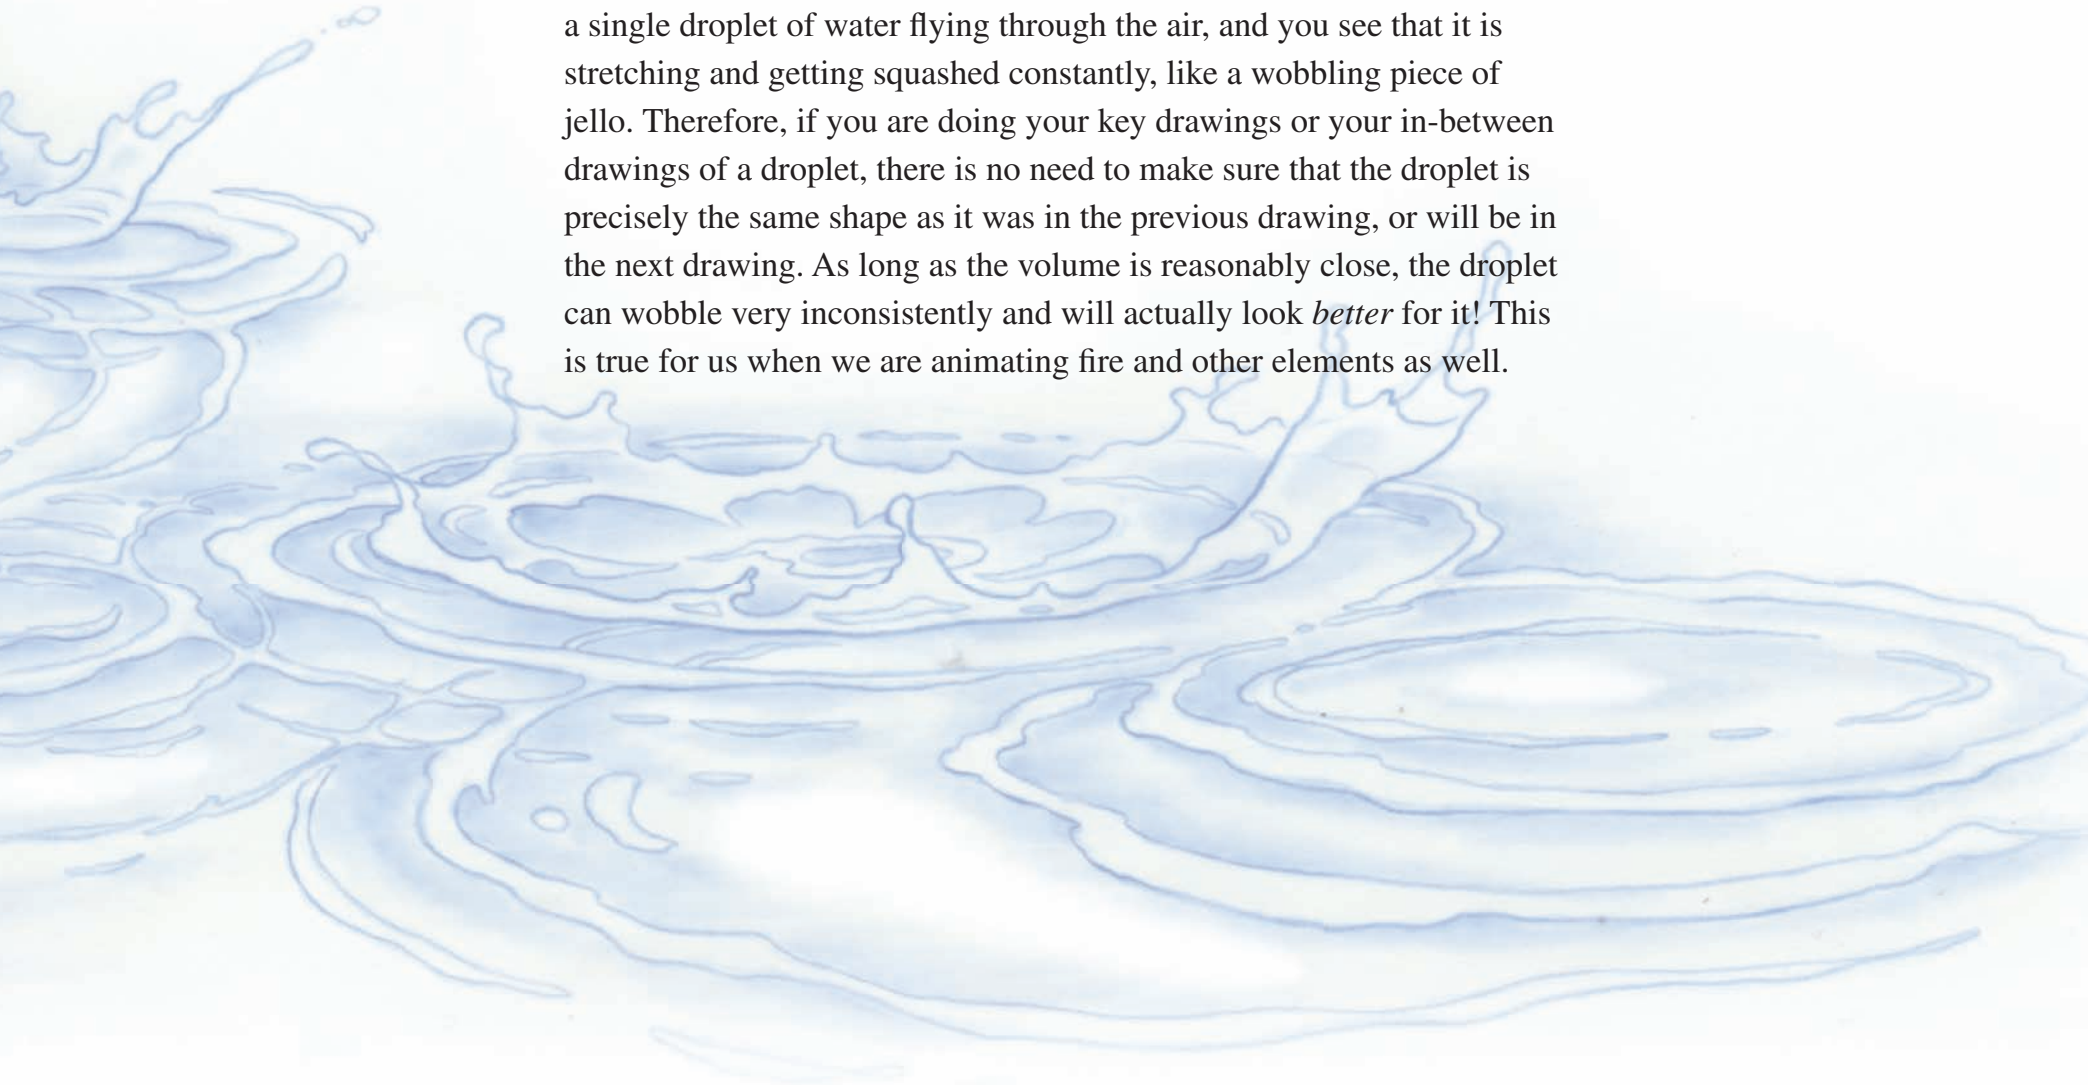 a single droplet of water flying through the air, and you see that it is
stretching and getting squashed constantly, like a wobbling piece of
jello. Therefore, if you are doing your key drawings or your in-between
drawings of a droplet, there is no need to make sure that the droplet is
precisely the same shape as it was in the previous drawing, or will be in
the next drawing. As long as the volume is reasonably close, the droplet
can wobble very inconsistently and will actually look better for it! This
is true for us when we are animating fire and other elements as well.